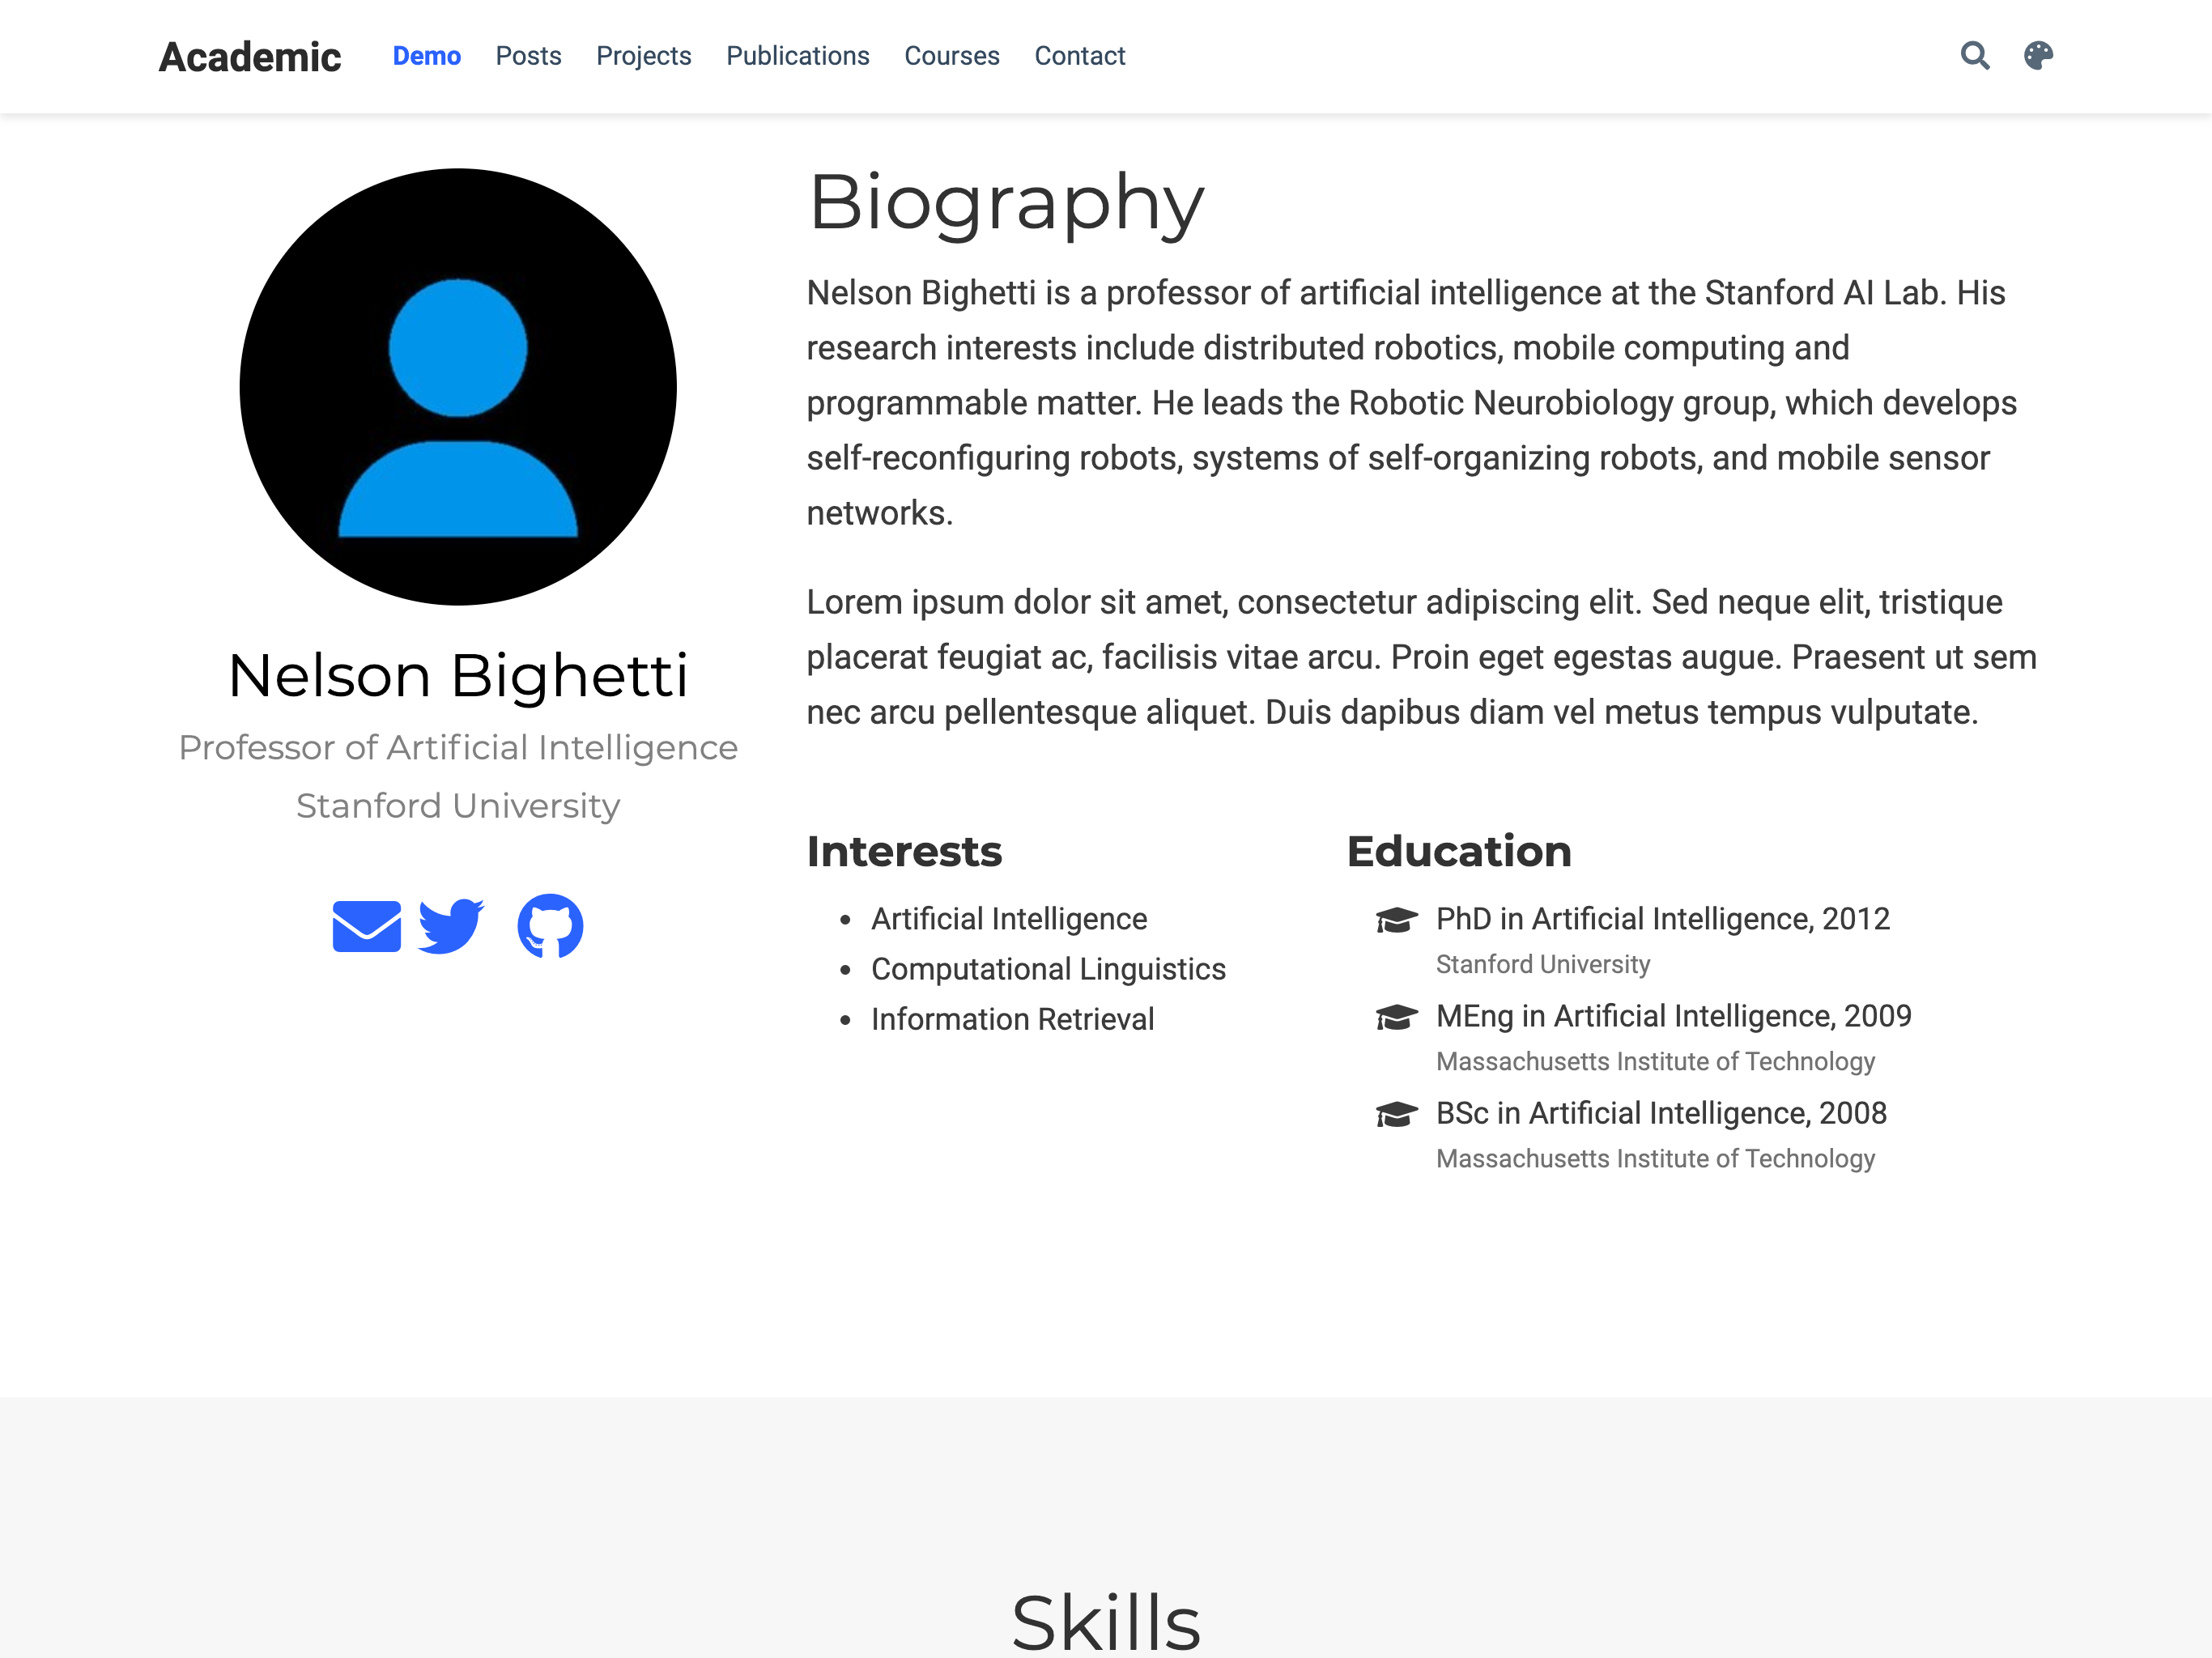 Academic Demo Posts Projects Publications Courses Contact
Nelson Bighetti
Professor of Artificial Intelligence
Stanford University
Biography
Nelson Bighetti is a professor of artificial intelligence at the Stanford AI Lab. His
research interests include distributed robotics, mobile computing and
programmable matter. He leads the Robotic Neurobiology group, which develops
self-reconfiguring robots, systems of self-organizing robots, and mobile sensor
networks.
Lorem ipsum dolor sit amet, consectetur adipiscing elit. Sed neque elit, tristique
placerat feugiat ac, facilisis vitae arcu. Proin eget egestas augue. Praesent ut sem
nec arcu pellentesque aliquet. Duis dapibus diam vel metus tempus vulputate.
Interests
• Artificial Intelligence
• Computational Linguistics
• Information Retrieval
Education
PhD in Artificial Intelligence, 2012
Stanford University
MEng in Artificial Intelligence, 2009
Massachusetts Institute of Technology
BSc in Artificial Intelligence, 2008
Massachusetts Institute of Technology
Skills